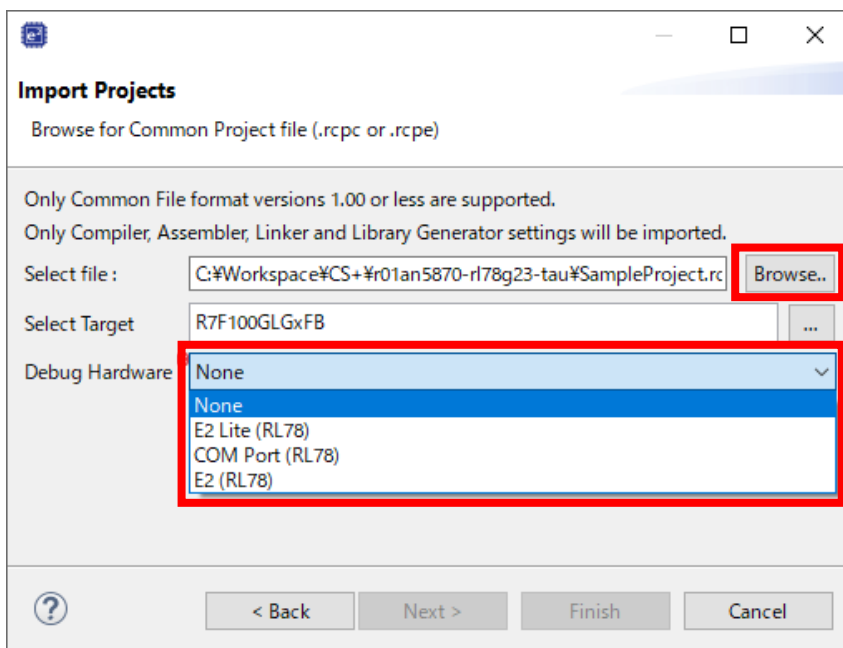 Import Projects
Browse for Common Project file (.rcpc or .rcpe)
Only Common File format versions 1.00 or less are supported.
Only Compiler, Assembler, Linker and Library Generator settings will be imported.
Select file : C:¥Workspace¥CS+¥r01an5870-rl78g23-tau¥SampleProject.rc Browse..
Select Target R7F100GLGxFB ...
Debug Hardware None
None
E2 Lite (RL78)
COM Port (RL78)
E2 (RL78)
? < Back Next > Finish Cancel